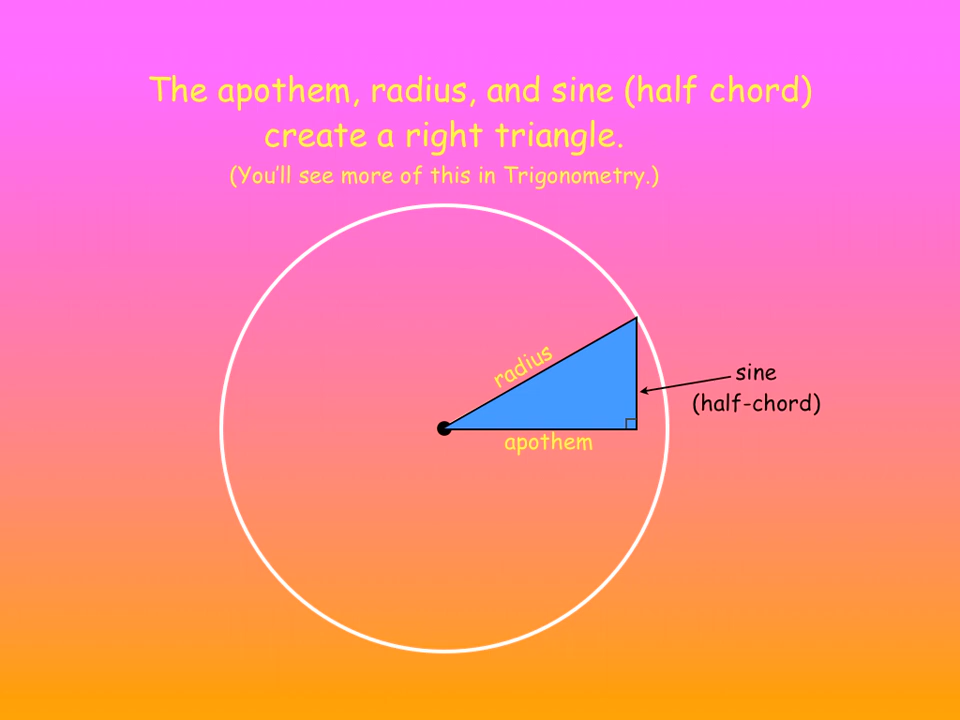 The apothem, radius, and sine (half chord)
create a right triangle.
(You'll see more of this in Trigonometry.)
radius
sine
(half-chord)
apothem